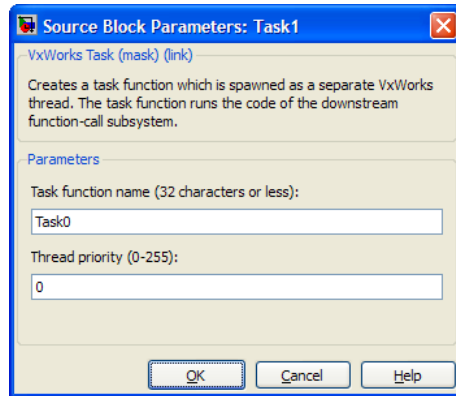 Source Block Parameters: Task1
VxWorks Task (mask) (link)
Creates a task function which is spawned as a separate VxWorks
thread. The task function runs the code of the downstream
function-call subsystem.
Parameters
Task function name (32 characters or less):
Task0
Thread priority (0-255):
0
OK Cancel Help